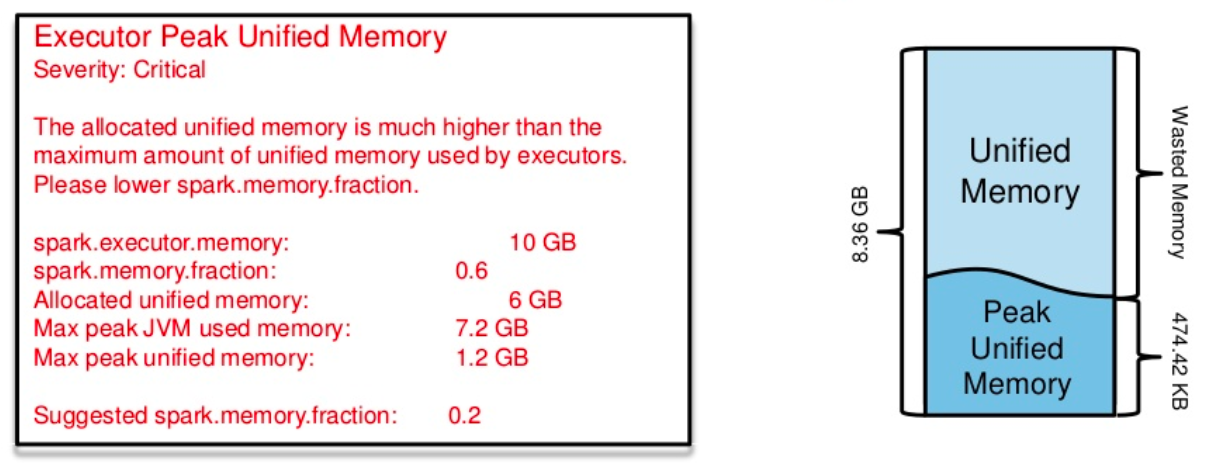 Executor Peak Unified Memory
Severity: Critical
The allocated unified memory is much higher than the
maximum amount of unified memory used by executors.
Please lower spark.memory.fraction.
spark.executor.memory: 10 GB
spark.memory.fraction: 0.6
Allocated unified memory: 6 GB
Max peak JVM used memory: 7.2 GB
Max peak unified memory: 1.2 GB
Suggested spark.memory.fraction: 0.2
8.36 GB
Unified
Memory
Peak
Unified
Memory
Wasted Memory
474.42 KB